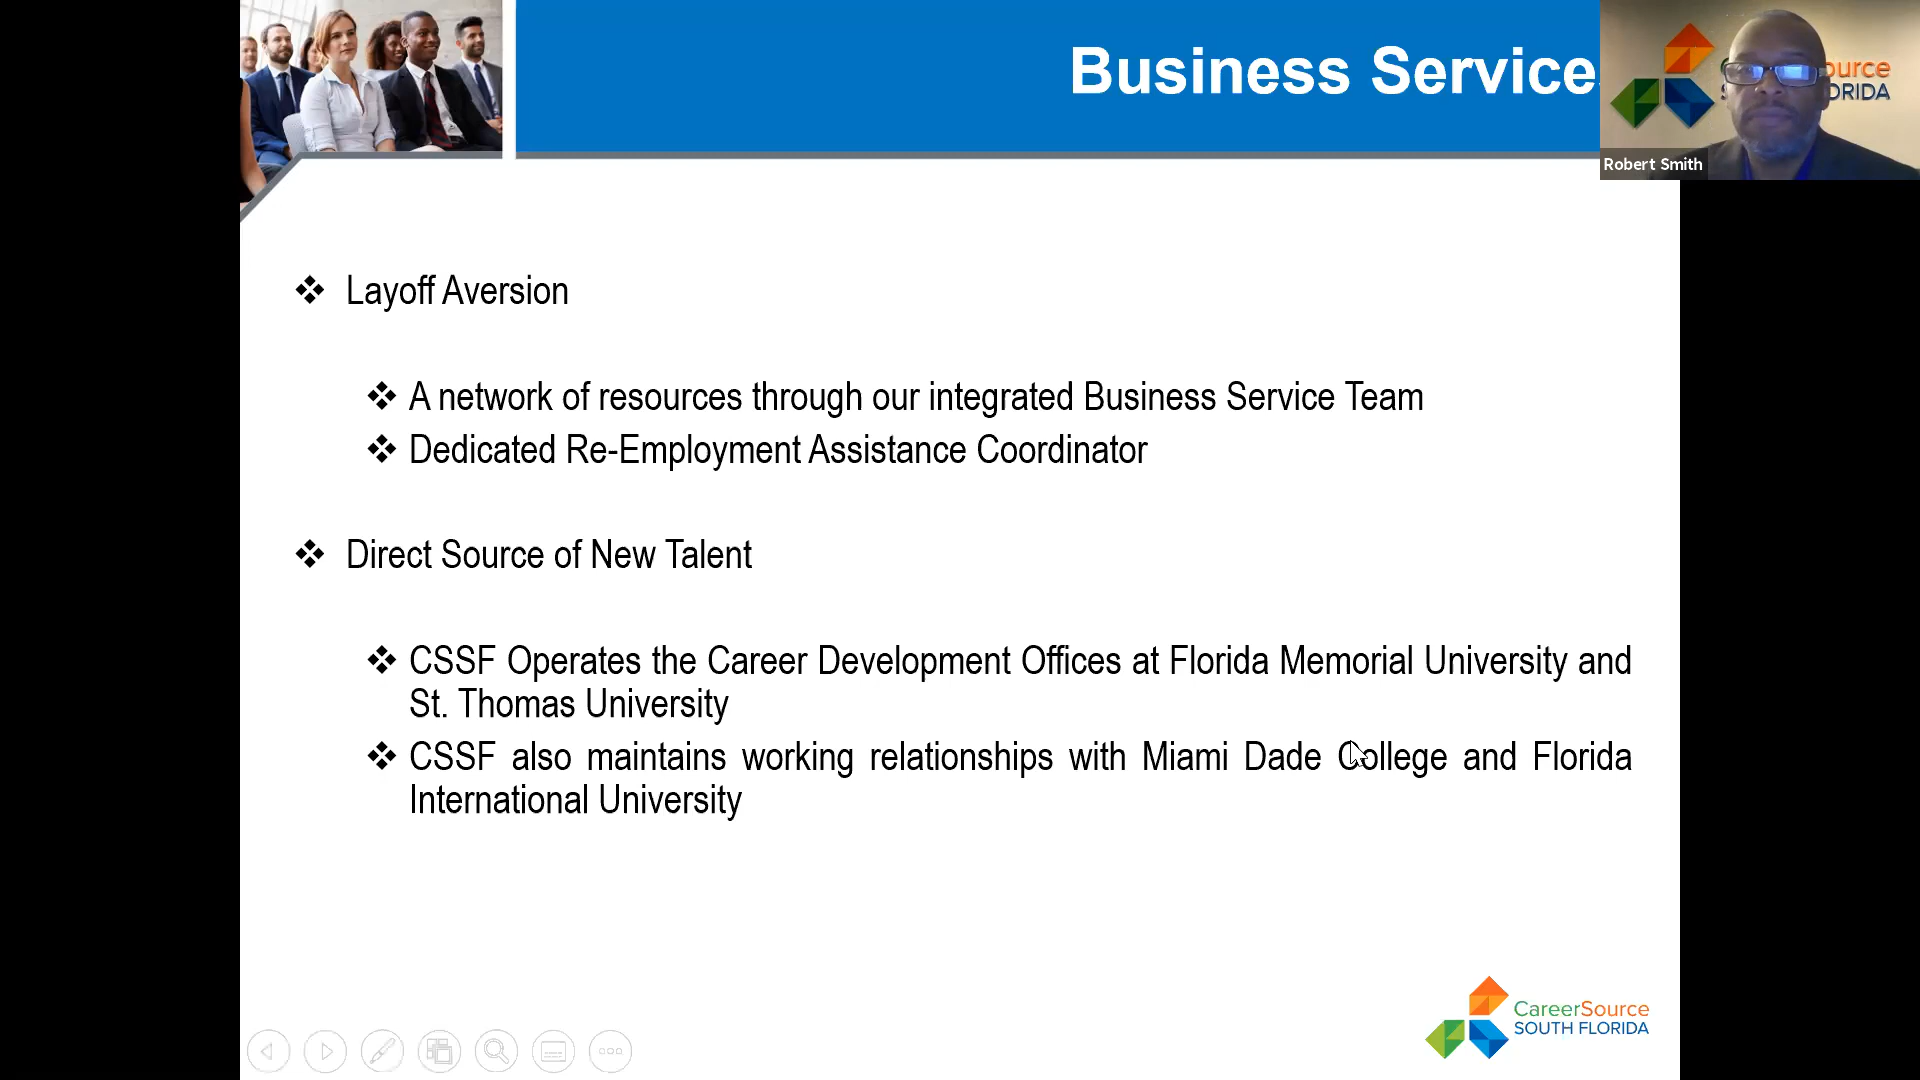 Business Service
ource
ORIDA
Robert Smith
Layoff Aversion
A network of resources through our integrated Business Service Team
Dedicated Re-Employment Assistance Coordinator
Direct Source of New Talent
CSSF Operates the Career Development Offices at Florida Memorial University and
St. Thomas University
CSSF also maintains working relationships with Miami Dade College and Florida
International University
CareerSource
SOUTH FLORIDA